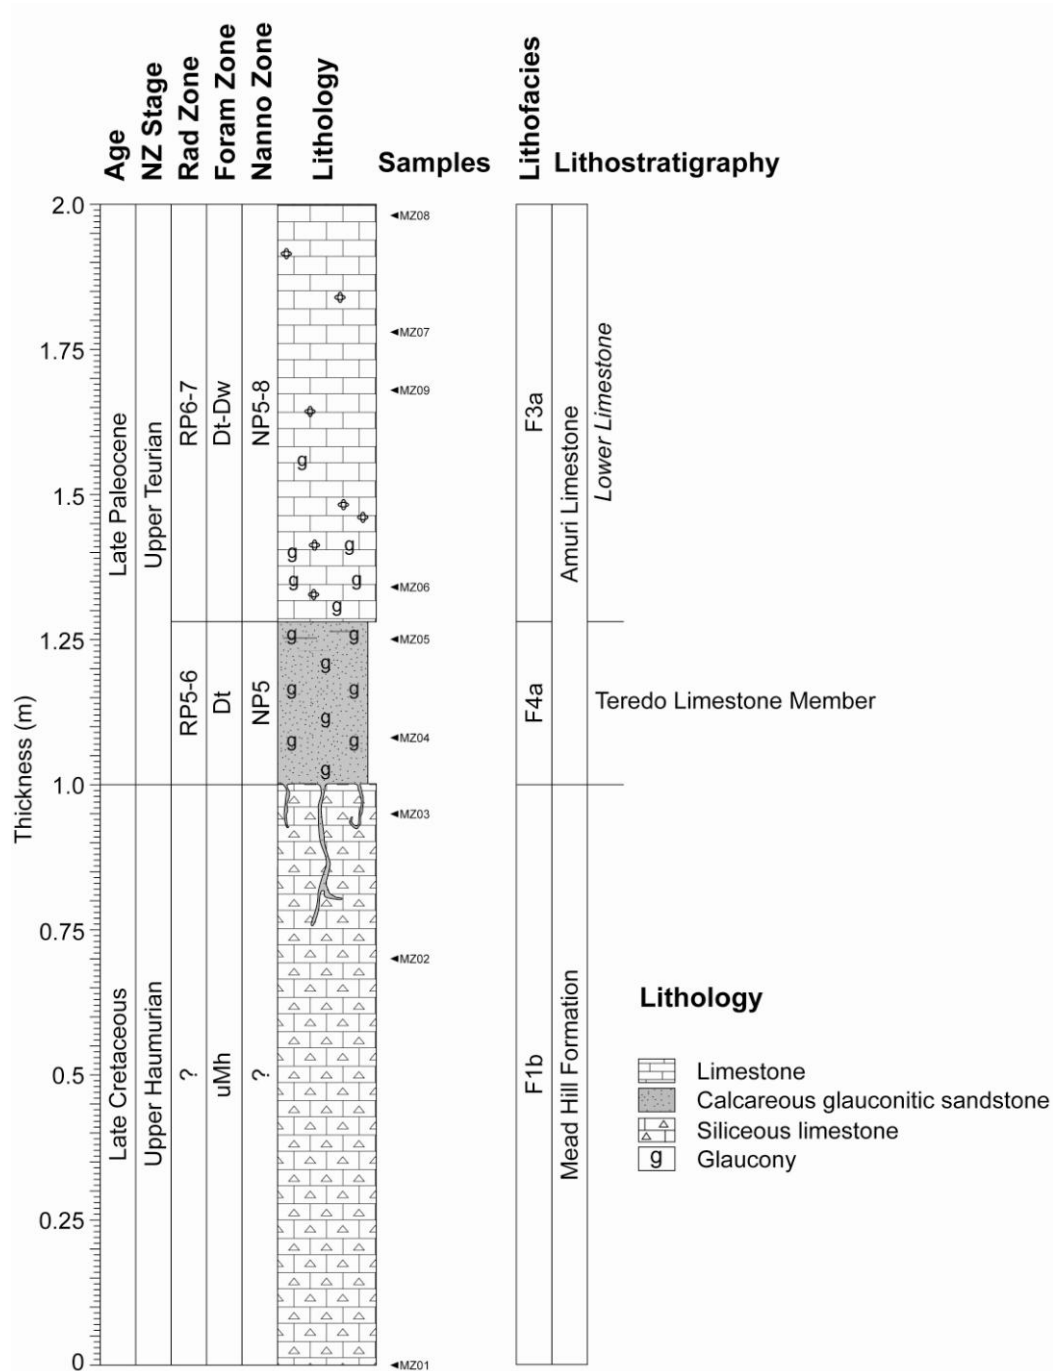 Age
NZ Stage
Rad Zone
Foram Zone
Nanno Zone
Lithology
Samples
Lithofacies
Lithostratigraphy
Thickness (m)
2.0
1.75
1.5
1.25
1.0
0.75
0.5
0.25
0
Late Paleocene
Late Cretaceous
Upper Teurian
Upper Haumurian
RP6-7
RP5-6
?
Dt-Dw
Dt
uMh
NP5-8
NP5
?
g
g g
g g
g
g g
g
g g
g
g g
g
MZ08
MZ07
MZ09
MZ06
MZ05
MZ04
MZ03
MZ02
MZ01
F3a
F4a
F1b
Amuri Limestone
Lower Limestone
Teredo Limestone Member
Mead Hill Formation
Lithology
Limestone
Calcareous glauconitic sandstone
Siliceous limestone
g Glaucony